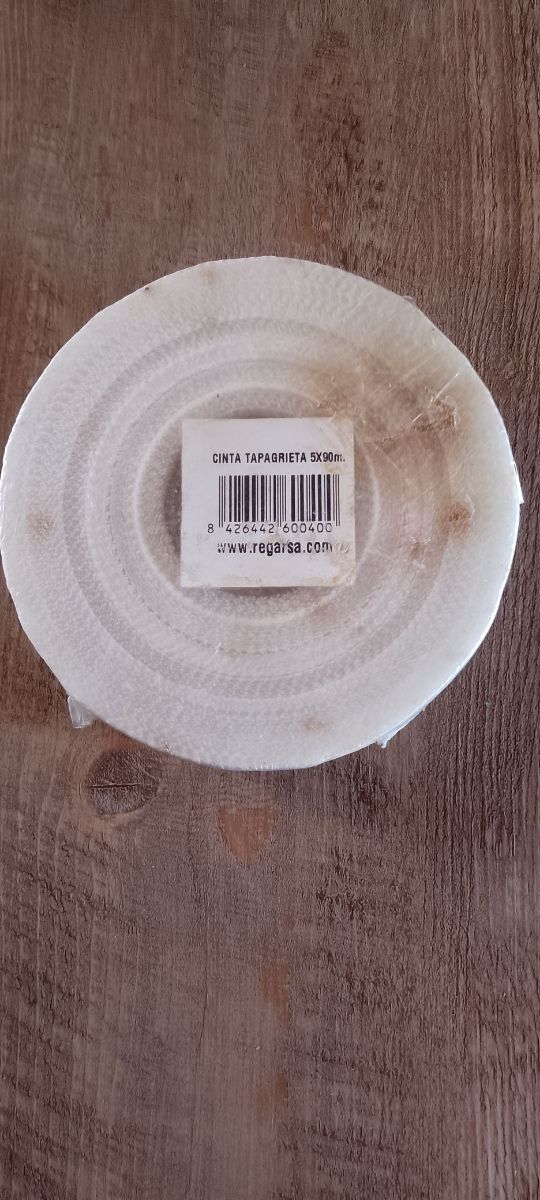 CINTA TAPAGRIETA 5X90m.
8 426442 600400
www.regarsa.com